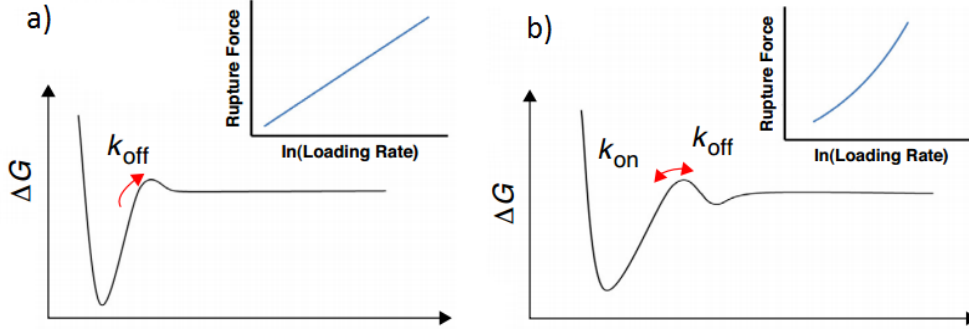 a)
Rupture Force
ln(Loading Rate)
koff
ΔG
b)
Rupture Force
ln(Loading Rate)
kon
koff
ΔG